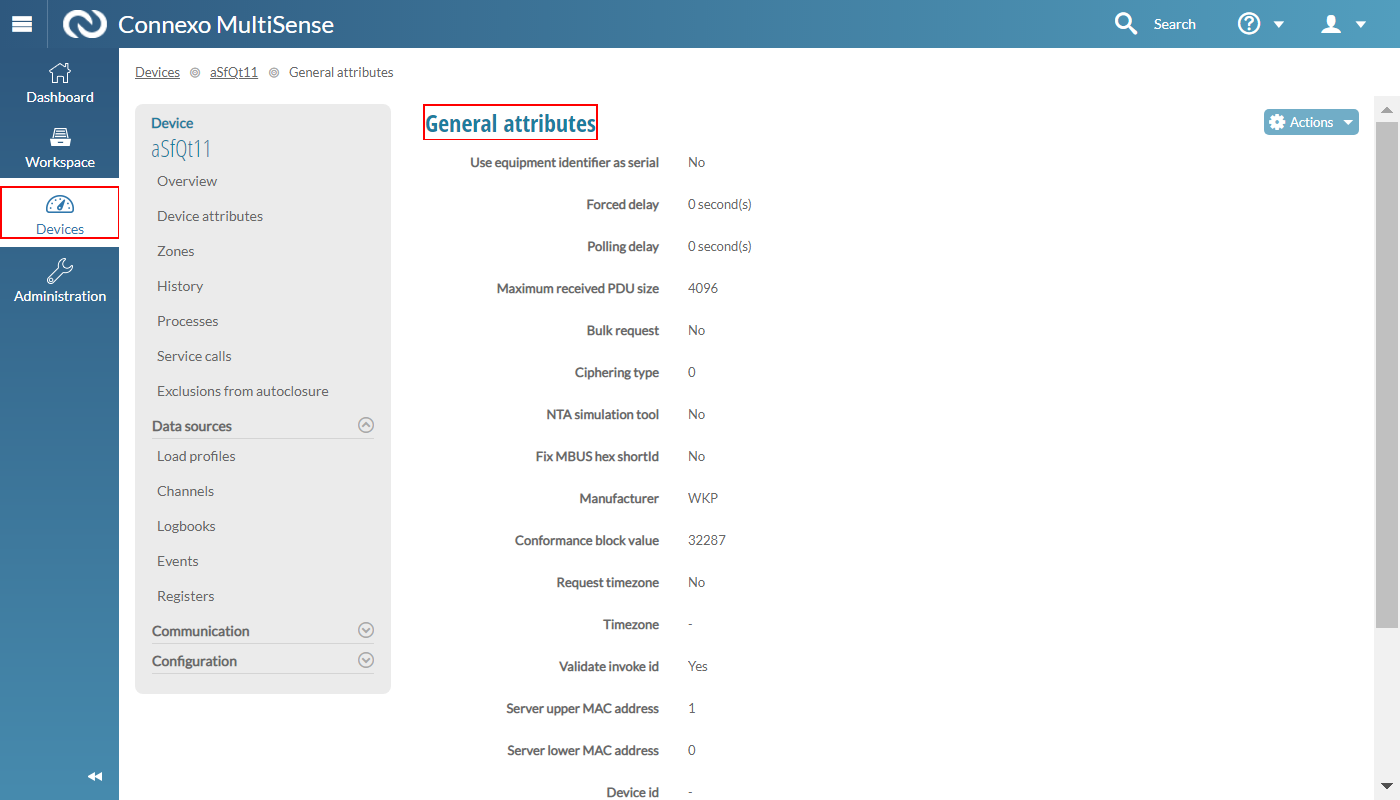 Connexo MultiSense
Search
Dashboard
Workspace
Devices
Administration
Devices aSfQt11 General attributes
Device
aSfQt11
Overview
Device attributes
Zones
History
Processes
Service calls
Exclusions from autoclosure
Data sources
Load profiles
Channels
Logbooks
Events
Registers
Communication
Configuration
General attributes
Actions
Use equipment identifier as serial No
Forced delay 0 second(s)
Polling delay 0 second(s)
Maximum received PDU size 4096
Bulk request No
Ciphering type 0
NTA simulation tool No
Fix MBUS hex shortId No
Manufacturer WKP
Conformance block value 32287
Request timezone No
Timezone -
Validate invoke id Yes
Server upper MAC address 1
Server lower MAC address 0
Device id -